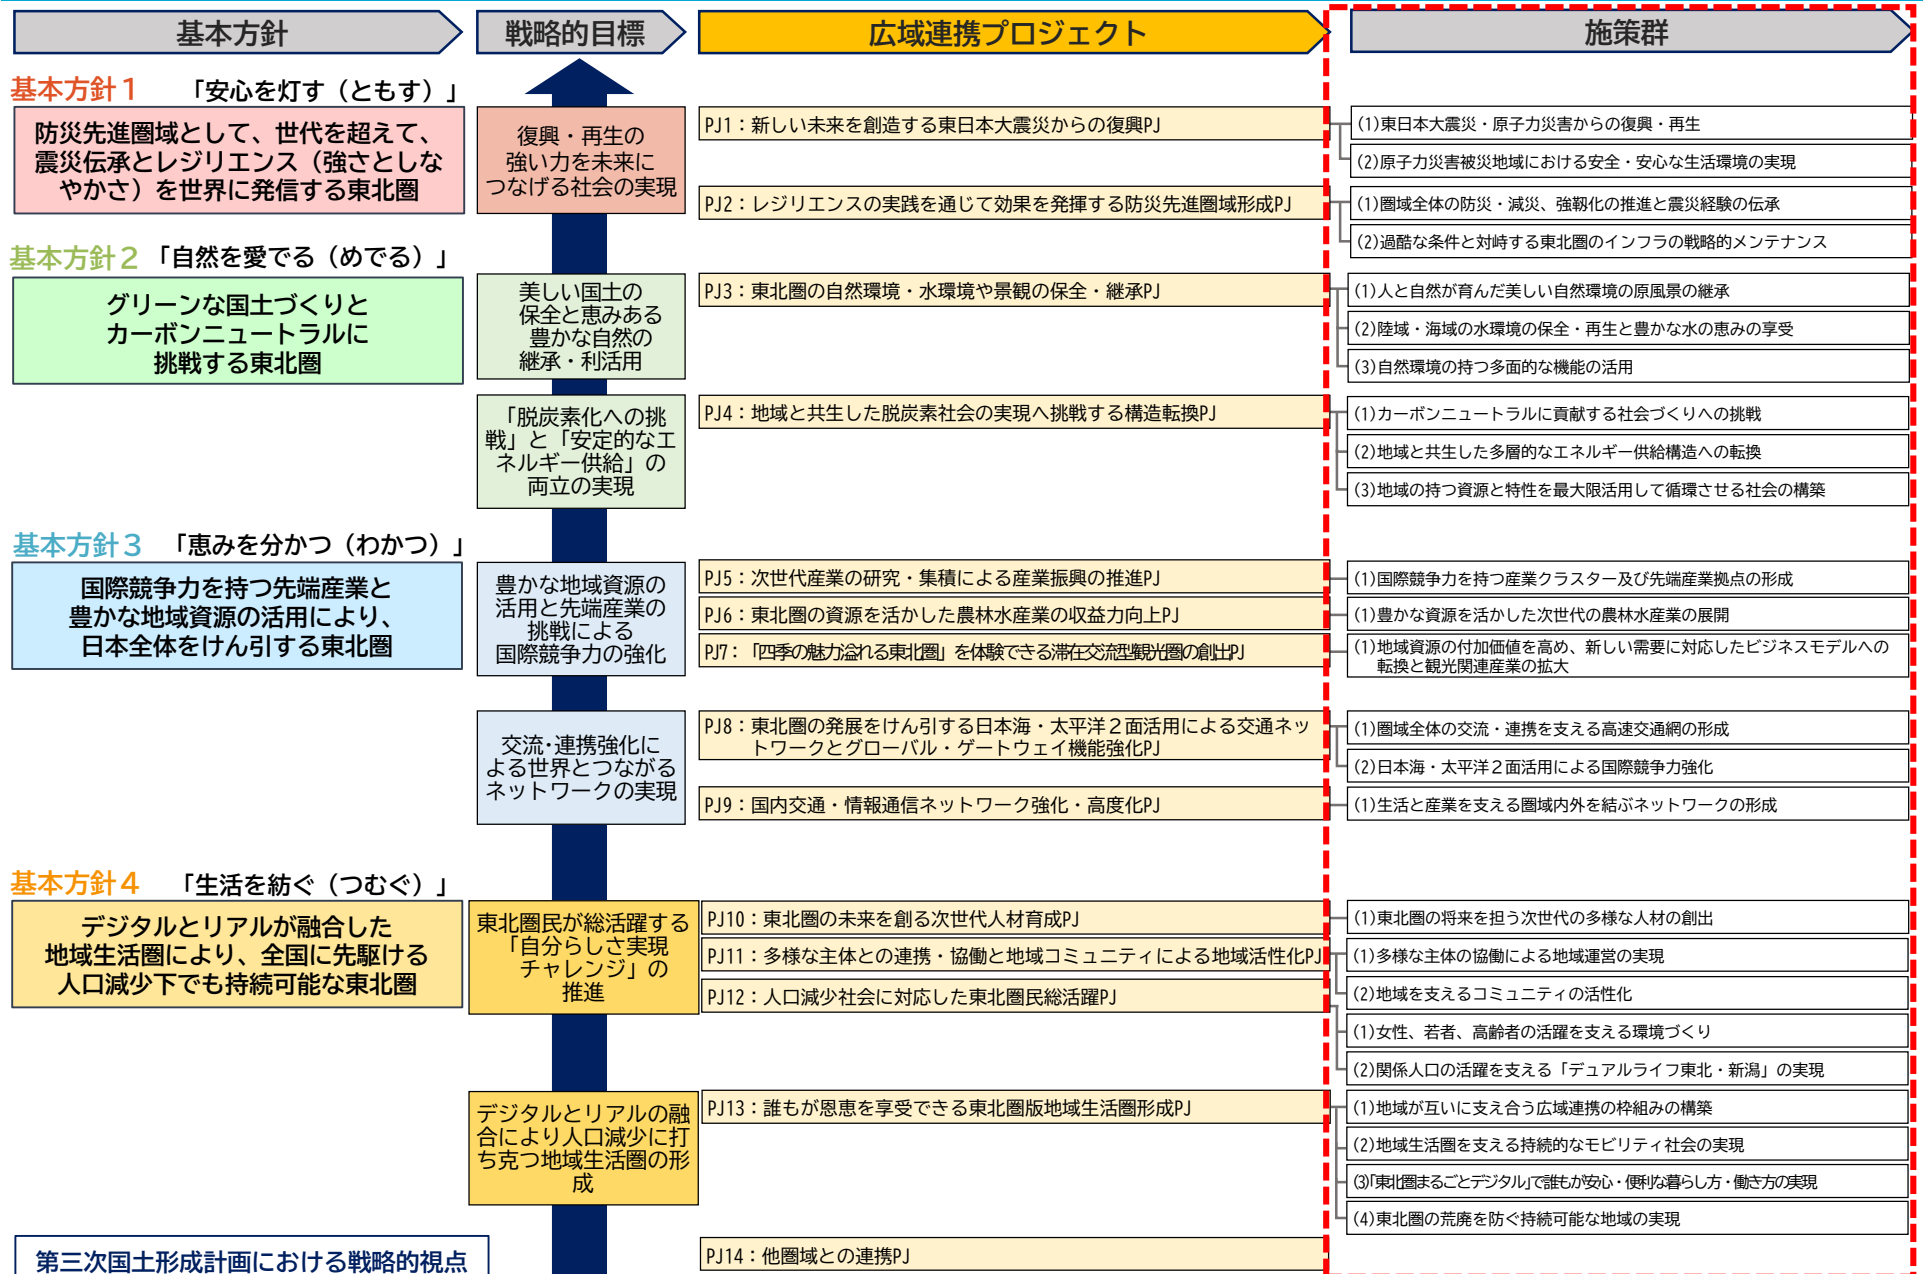 基本方針
戦略的目標
広域連携プロジェクト
施策群
基本方針１　「安心を灯す（ともす）」
防災先進圏域として、世代を超えて、
震災伝承とレジリエンス（強さとしな
やかさ）を世界に発信する東北圏
復興・再生の
強い力を未来に
つなげる社会の実現
PJ1：新しい未来を創造する東日本大震災からの復興PJ
(1)東日本大震災・原子力災害からの復興・再生
(2)原子力災害被災地域における安全・安心な生活環境の実現
PJ2：レジリエンスの実践を通じて効果を発揮する防災先進圏域形成PJ
(1)圏域全体の防災・減災、強靱化の推進と震災経験の伝承
(2)過酷な条件と対峙する東北圏のインフラの戦略的メンテナンス
基本方針２　「自然を愛でる（めでる）」
グリーンな国土づくりと
カーボンニュートラルに
挑戦する東北圏
美しい国土の
保全と恵みある
豊かな自然の
継承・利活用
PJ3：東北圏の自然環境・水環境や景観の保全・継承PJ
(1)人と自然が育んだ美しい自然環境の原風景の継承
(2)陸域・海域の水環境の保全・再生と豊かな水の恵みの享受
(3)自然環境の持つ多面的な機能の活用
「脱炭素化への挑
戦」と「安定的なエ
ネルギー供給」の
両立の実現
PJ4：地域と共生した脱炭素社会の実現へ挑戦する構造転換PJ
(1)カーボンニュートラルに貢献する社会づくりへの挑戦
(2)地域と共生した多層的なエネルギー供給構造への転換
(3)地域の持つ資源と特性を最大限活用して循環させる社会の構築
基本方針３　「恵みを分かつ（わかつ）」
国際競争力を持つ先端産業と
豊かな地域資源の活用により、
日本全体をけん引する東北圏
豊かな地域資源の
活用と先端産業の
挑戦による
国際競争力の強化
PJ5：次世代産業の研究・集積による産業振興の推進PJ
(1)国際競争力を持つ産業クラスター及び先端産業拠点の形成
PJ6：東北圏の資源を活かした農林水産業の収益力向上PJ
(1)豊かな資源を活かした次世代の農林水産業の展開
PJ7：「四季の魅力溢れる東北圏」を体験できる滞在交流型観光圏の創出PJ
(1)地域資源の付加価値を高め、新しい需要に対応したビジネスモデルへの
転換と観光関連産業の拡大
交流・連携強化に
よる世界とつながる
ネットワークの実現
PJ8：東北圏の発展をけん引する日本海・太平洋２面活用による交通ネッ
トワークとグローバル・ゲートウェイ機能強化PJ
(1)圏域全体の交流・連携を支える高速交通網の形成
(2)日本海・太平洋２面活用による国際競争力強化
PJ9：国内交通・情報通信ネットワーク強化・高度化PJ
(1)生活と産業を支える圏域内外を結ぶネットワークの形成
基本方針４　「生活を紡ぐ（つむぐ）」
デジタルとリアルが融合した
地域生活圏により、全国に先駆ける
人口減少下でも持続可能な東北圏
東北圏民が総活躍する
「自分らしさ実現
チャレンジ」の
推進
PJ10：東北圏の未来を創る次世代人材育成PJ
(1)東北圏の将来を担う次世代の多様な人材の創出
PJ11：多様な主体との連携・協働と地域コミュニティによる地域活性化PJ
(1)多様な主体の協働による地域運営の実現
(2)地域を支えるコミュニティの活性化
PJ12：人口減少社会に対応した東北圏民総活躍PJ
(1)女性、若者、高齢者の活躍を支える環境づくり
(2)関係人口の活躍を支える「デュアルライフ東北・新潟」の実現
デジタルとリアルの融
合により人口減少に打
ち克つ地域生活圏の形
成
PJ13：誰もが恩恵を享受できる東北圏版地域生活圏形成PJ
(1)地域が互いに支え合う広域連携の枠組みの構築
(2)地域生活圏を支える持続的なモビリティ社会の実現
(3)「東北圏まるごとデジタル」で誰もが安心・便利な暮らし方・働き方の実現
(4)東北圏の荒廃を防ぐ持続可能な地域の実現
第三次国土形成計画における戦略的視点
PJ14：他圏域との連携PJ